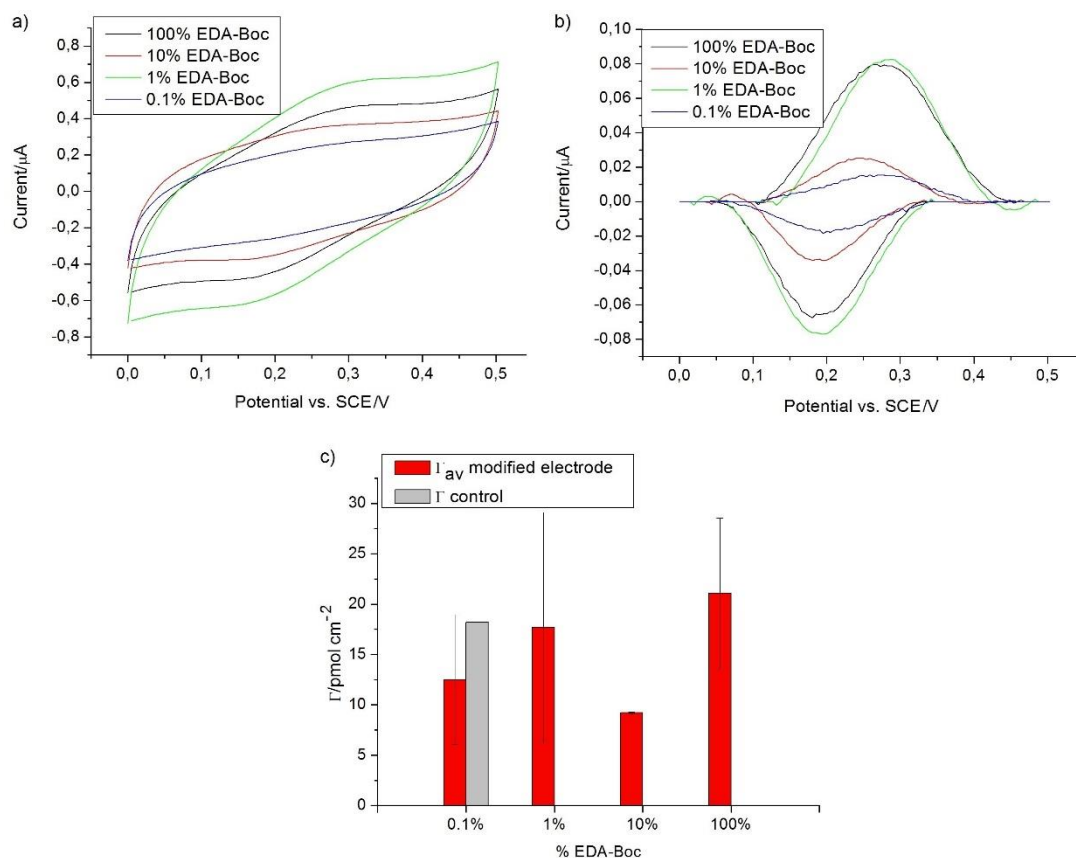 a)
100% EDA-Boc
10% EDA-Boc
1% EDA-Boc
0.1% EDA-Boc
0,8
0,6
0,4
0,2
0,0
-0,2
-0,4
-0,6
-0,8
Current/μA
0,0 0,1 0,2 0,3 0,4 0,5
Potential vs. SCE/V
b)
100% EDA-Boc
10% EDA-Boc
1% EDA-Boc
0.1% EDA-Boc
0,10
0,08
0.06
0.04
0.02
0.00
-0.02
-0.04
-0.06
-0.08
Current/μA
0,0 0,1 0,2 0,3 0,4 0,5
Potential vs. SCE/V
c)
Γav modified electrode
Γ control
30
25
20
15
10
5
0
Γ/pmol cm-2
0.1% 1% 10% 100%
% EDA-Boc